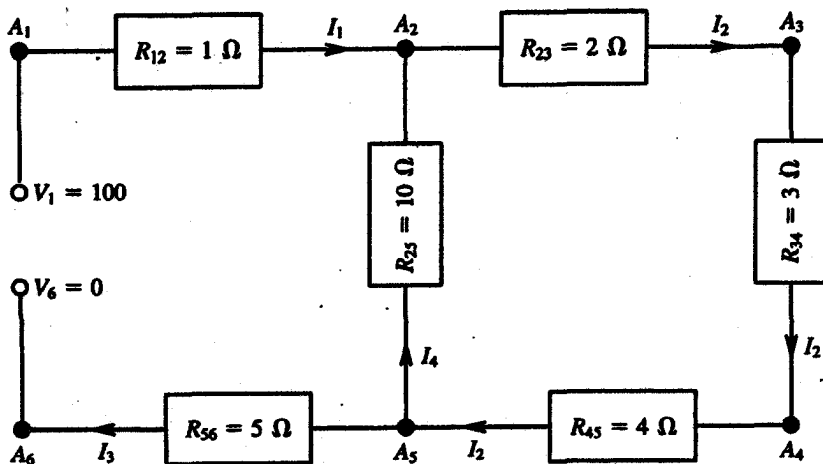 A₁
R₁₂ = 1 Ω
I₁
A₂
R₂₃ = 2 Ω
I₂
A₃
V₁ = 100
R₂₅ = 10 Ω
R₃₄ = 3 Ω
V₆ = 0
I₄
I₂
A₆
I₃
R₅₆ = 5 Ω
A₅
I₂
R₄₅ = 4 Ω
A₄